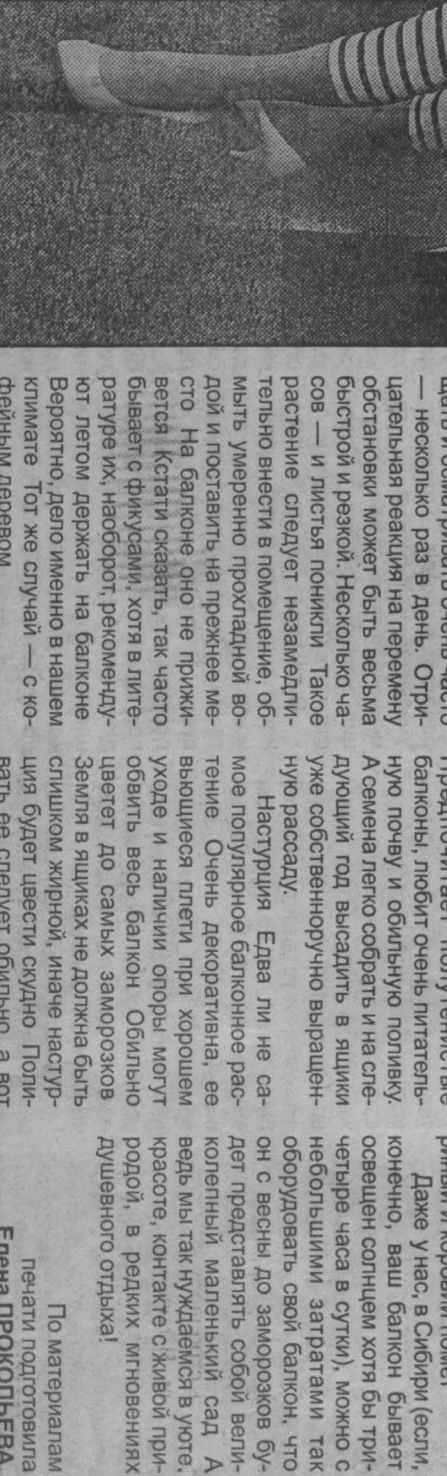 — несколько раз в день. Отри-
цательная реакция на перемену
обстановки может быть весьма
быстрой и резкой. Несколько ча-
сов — и листья поникли Такое
растение следует незамедли-
тельно внести в помещение, об-
мыть умеренно прохладной во-
дой и поставить на прежнее ме-
сто На балконе оно не прижи-
вется Кстати сказать, так часто
бывает с фикусами, хотя в лите-
ратуре их, наоборот, рекоменду-
ют летом держать на балконе
Вероятно, дело именно в нашем
климате Тот же случай — с ко-
фейным деревом
балконы, любит очень питатель-
ную почву и обильную поливку.
А семена легко собрать и на сле-
дующий год высадить в ящики
уже собственноручно выращен-
ную рассаду.
Настурция Едва ли не са-
мое популярное балконное рас-
тение Очень декоративна, ее
вьющиеся плети при хорошем
уходе и наличии опоры могут
обвить весь балкон Обильно
цветет до самых заморозков
Земля в ящиках не должна быть
слишком жирной, иначе настур-
ция будет цвести скудно Поли-
вать ее следует обильно, а вот
Даже у нас, в Сибири (если,
конечно, ваш балкон бывает
освещен солнцем хотя бы три-
четыре часа в сутки), можно с
небольшими затратами так
оборудовать свой балкон, что
он с весны до заморозков бу-
дет представлять собой вели-
колепный маленький сад А
ведь мы так нуждаемся в уюте,
красоте, контакте с живой при-
родой, в редких мгновениях
душевного отдыха!
По материалам
печати подготовила
Елена ПРОКОПЬЕВА